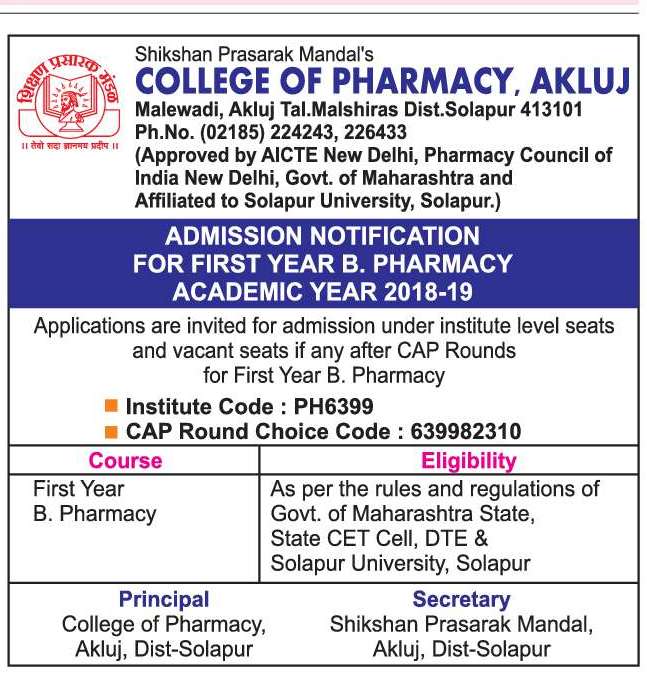 शिक्षण प्रसारक मंडळ
।। तेवो सदा ज्ञानमय प्रदीप ।।
Shikshan Prasarak Mandal's
COLLEGE OF PHARMACY, AKLUJ
Malewadi, Akluj Tal.Malshiras Dist.Solapur 413101
Ph.No. (02185) 224243, 226433
(Approved by AICTE New Delhi, Pharmacy Council of
India New Delhi, Govt. of Maharashtra and
Affiliated to Solapur University, Solapur.)
ADMISSION NOTIFICATION
FOR FIRST YEAR B. PHARMACY
ACADEMIC YEAR 2018-19
Applications are invited for admission under institute level seats
and vacant seats if any after CAP Rounds
for First Year B. Pharmacy
Institute Code : PH6399
CAP Round Choice Code : 639982310
Course
Eligibility
First Year
B. Pharmacy
As per the rules and regulations of
Govt. of Maharashtra State,
State CET Cell, DTE &
Solapur University, Solapur
Principal
College of Pharmacy,
Akluj, Dist-Solapur
Secretary
Shikshan Prasarak Mandal,
Akluj, Dist-Solapur